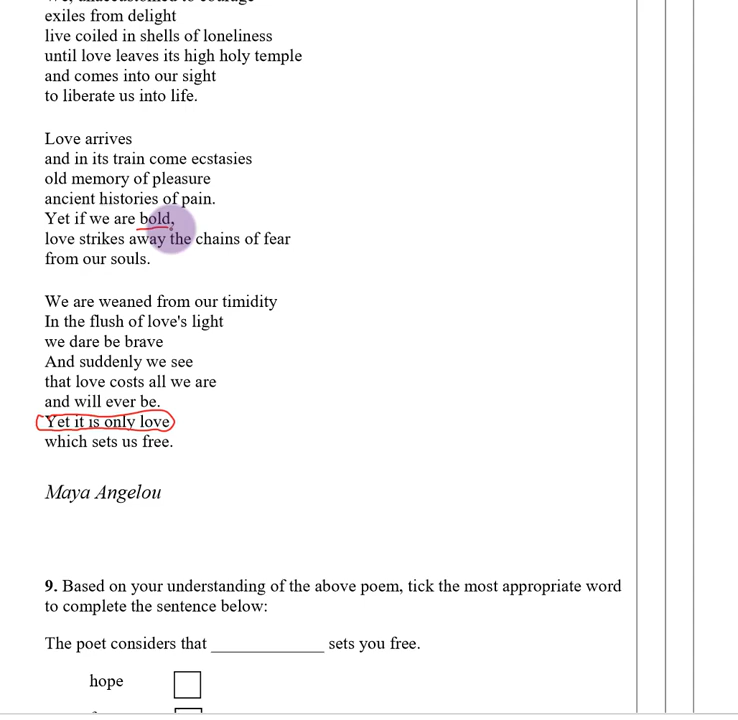 exiles from delight
live coiled in shells of loneliness
until love leaves its high holy temple
and comes into our sight
to liberate us into life.
Love arrives
and in its train come ecstasies
old memory of pleasure
ancient histories of pain.
Yet if we are bold,
love strikes away the chains of fear
from our souls.
We are weaned from our timidity
In the flush of love's light
we dare be brave
And suddenly we see
that love costs all we are
and will ever be.
Yet it is only love
which sets us free.
Maya Angelou
9. Based on your understanding of the above poem, tick the most appropriate word
to complete the sentence below:
The poet considers that ____________ sets you free.
hope